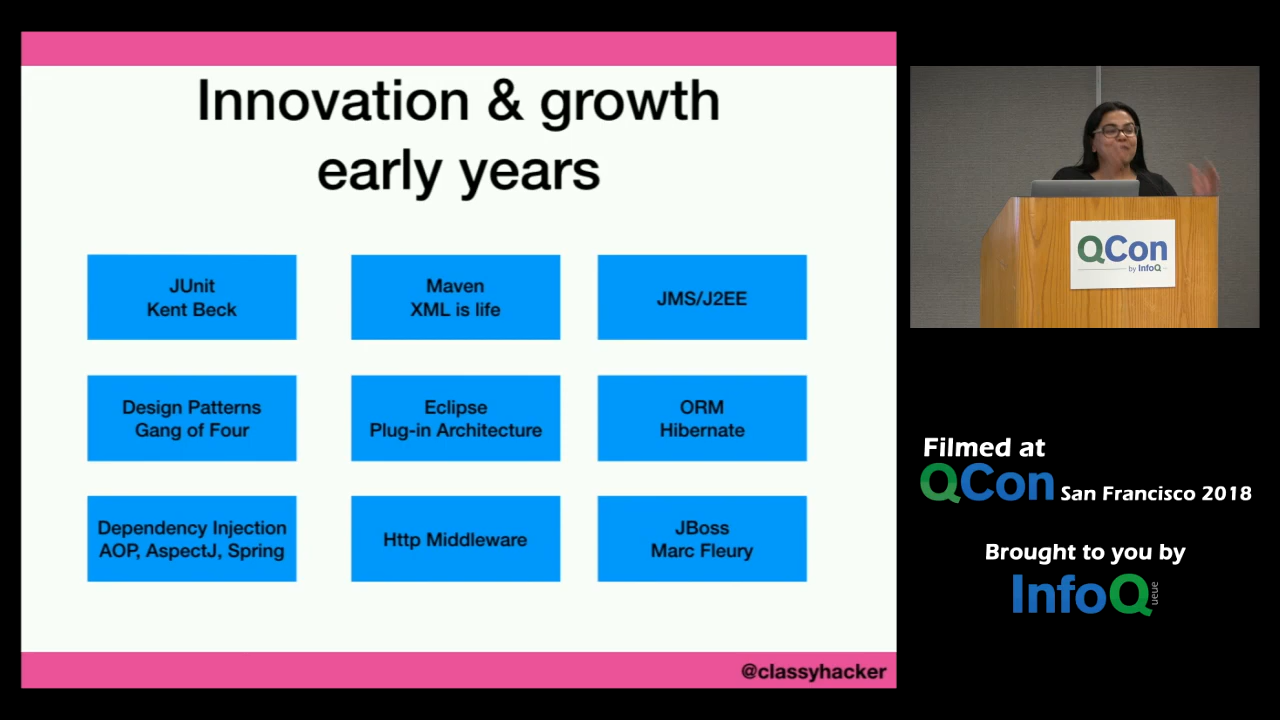 Innovation & growth
early years
JUnit
Kent Beck
Maven
XML is life
JMS/J2EE
Design Patterns
Gang of Four
Eclipse
Plug-in Architecture
ORM
Hibernate
Dependency Injection
AOP, AspectJ, Spring
Http Middleware
JBoss
Marc Fleury
@classyhacker
QCon
by InfoQ
Filmed at
QCon San Francisco 2018
Brought to you by
InfoQ
ueue